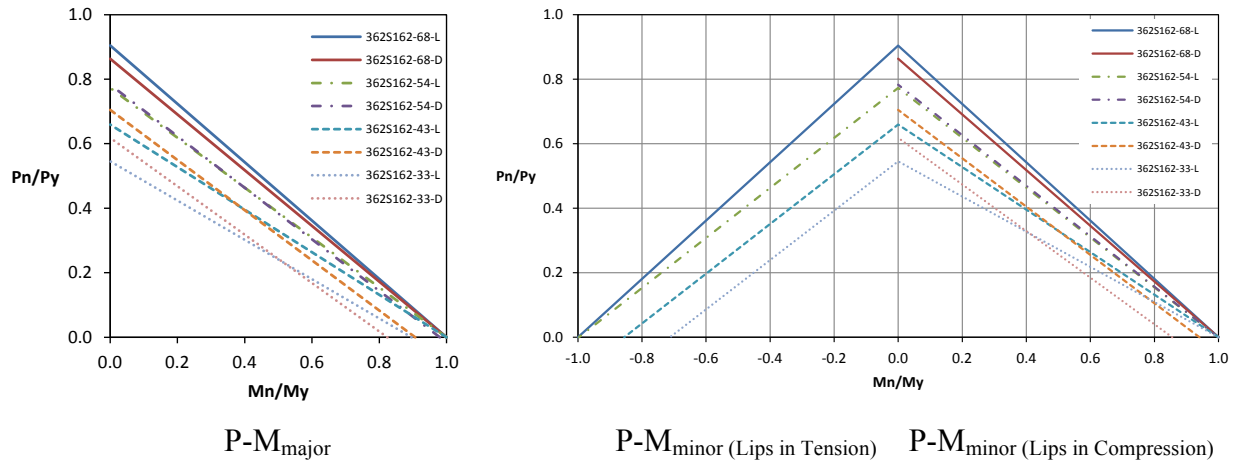 1.0
0.8
0.6
0.4
0.2
0.0
Pn/Py
0.0 0.2 0.4 0.6 0.8 1.0
Mn/My
362S162-68-L
362S162-68-D
362S162-54-L
362S162-54-D
362S162-43-L
362S162-43-D
362S162-33-L
362S162-33-D
P-Mmajor
1.0
0.8
0.6
0.4
0.2
0.0
Pn/Py
-1.0 -0.8 -0.6 -0.4 -0.2 0.0 0.2 0.4 0.6 0.8 1.0
Mn/My
362S162-68-L
362S162-68-D
362S162-54-L
362S162-54-D
362S162-43-L
362S162-43-D
362S162-33-L
362S162-33-D
P-Mminor (Lips in Tension) P-Mminor (Lips in Compression)